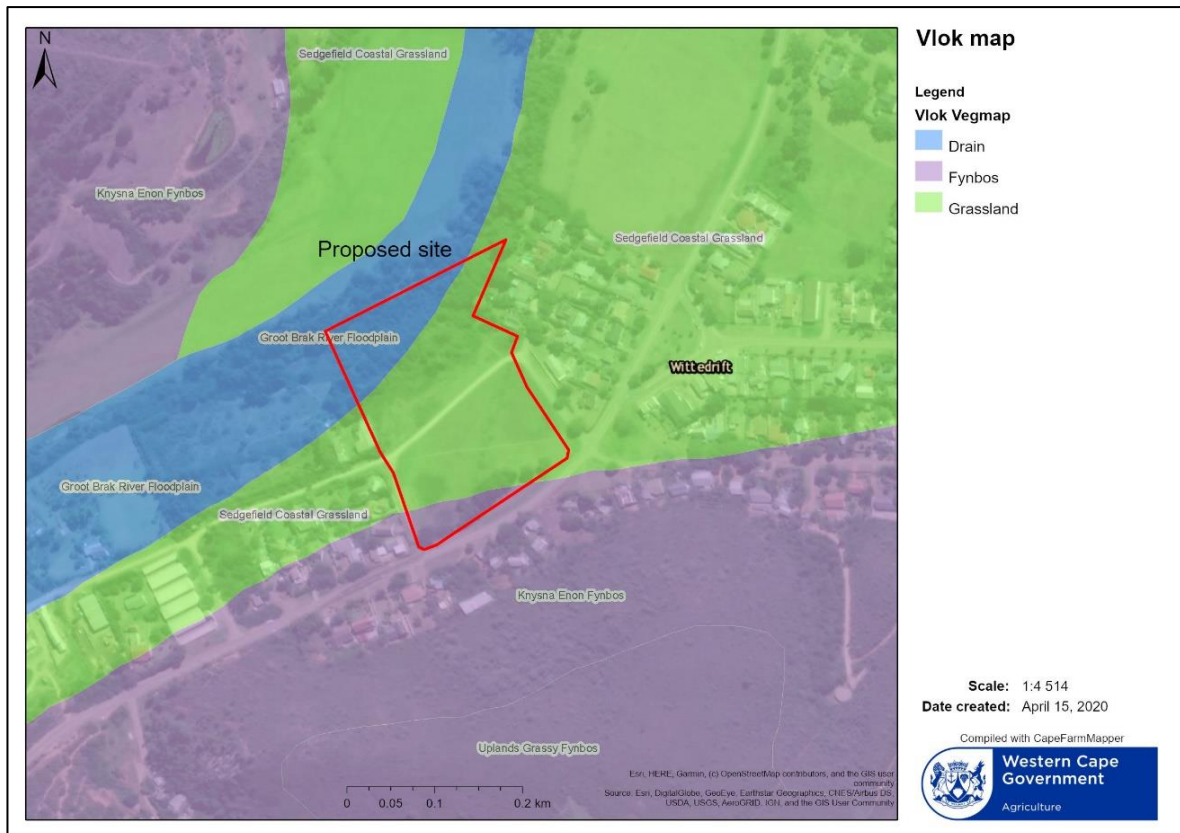 Vlok map
Legend
Vlok Vegmap
Drain
Fynbos
Grassland
N
Sedgefield Coastal Grassland
Knysna Enon Fynbos
Proposed site
Sedgefield Coastal Grassland
Groot Brak River Floodplain
Wittedrift
Groot Brak River Floodplain
Sedgefield Coastal Grassland
Knysna Enon Fynbos
Uplands Grassy Fynbos
0 0.05 0.1 0.2 km
Esri, HERE, Garmin, (c) OpenStreetMap contributors, and the GIS user
community
Source: Esri, DigitalGlobe, GeoEye, Earthstar Geographics, CNES/Airbus DS,
USDA, USGS, AeroGRID, IGN, and the GIS User Community
Scale: 1:4 514
Date created: April 15, 2020
Compiled with CapeFarmMapper
Western Cape
Government
Agriculture